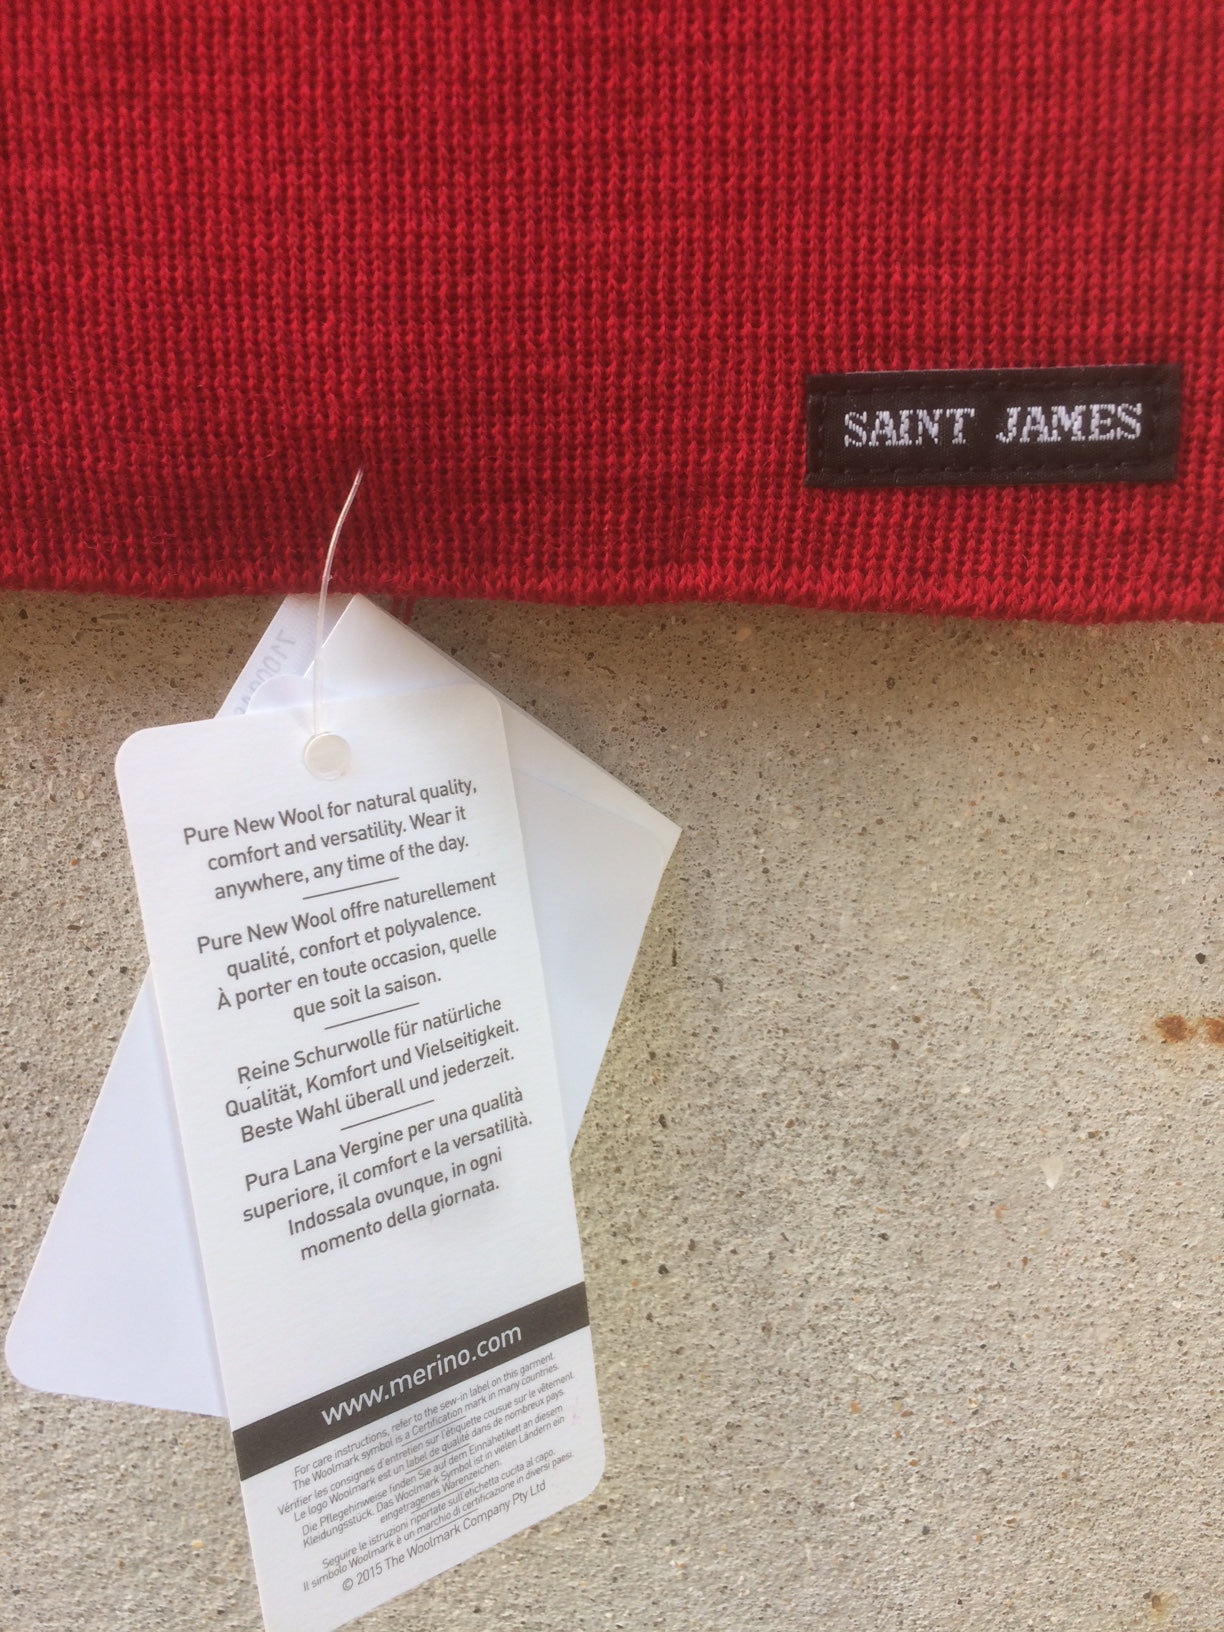 SAINT JAMES
Pure New Wool for natural quality,
comfort and versatility. Wear it
anywhere, any time of the day.
Pure New Wool offre naturellement
qualité, confort et polyvalence.
À porter en toute occasion, quelle
que soit la saison.
Reine Schurwolle für natürliche
Qualität, Komfort und Vielseitigkeit.
Beste Wahl überall und jederzeit.
Pura Lana Vergine per una qualità
superiore, il comfort e la versatilità.
Indossala ovunque, in ogni
momento della giornata.
www.merino.com
For care instructions, refer to the sew-in label on this garment.
The Woolmark symbol is a Certification mark in many countries.
Vérifier les consignes d'entretien sur l'étiquette cousue sur le vêtement.
Le logo Woolmark est un label de qualité dans de nombreux pays.
Die Pflegehinweise finden Sie auf dem Einnähetikett an diesem
Kleidungsstück. Das Woolmark Symbol ist in vielen Ländern ein
eingetragenes Warenzeichen.
Seguire le istruzioni riportate sull'etichetta cucita al capo.
Il simbolo Woolmark è un marchio di certificazione in diversi paesi.
© 2015 The Woolmark Company Pty Ltd